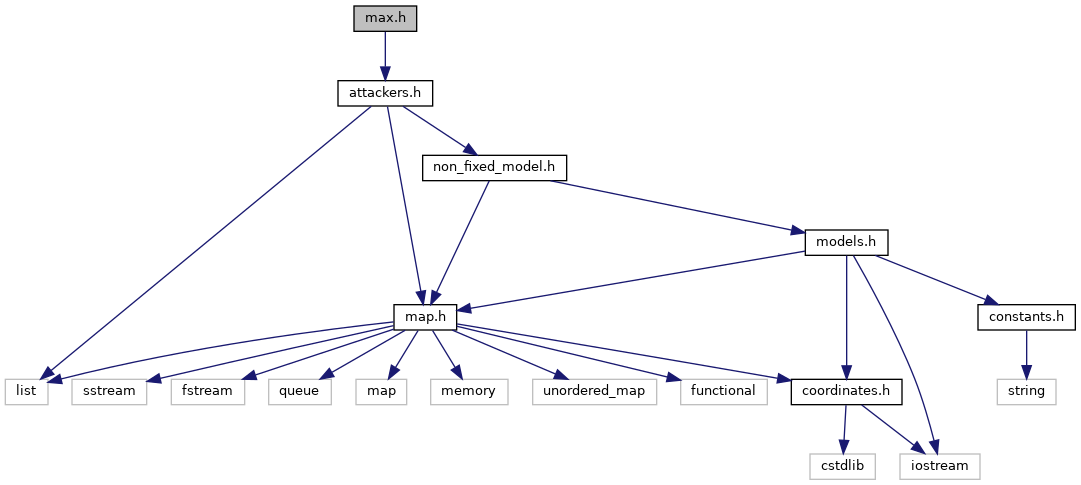 max.h
attackers.h
non_fixed_model.h
models.h
map.h
constants.h
list
sstream
fstream
queue
map
memory
unordered_map
functional
coordinates.h
string
cstdlib
iostream